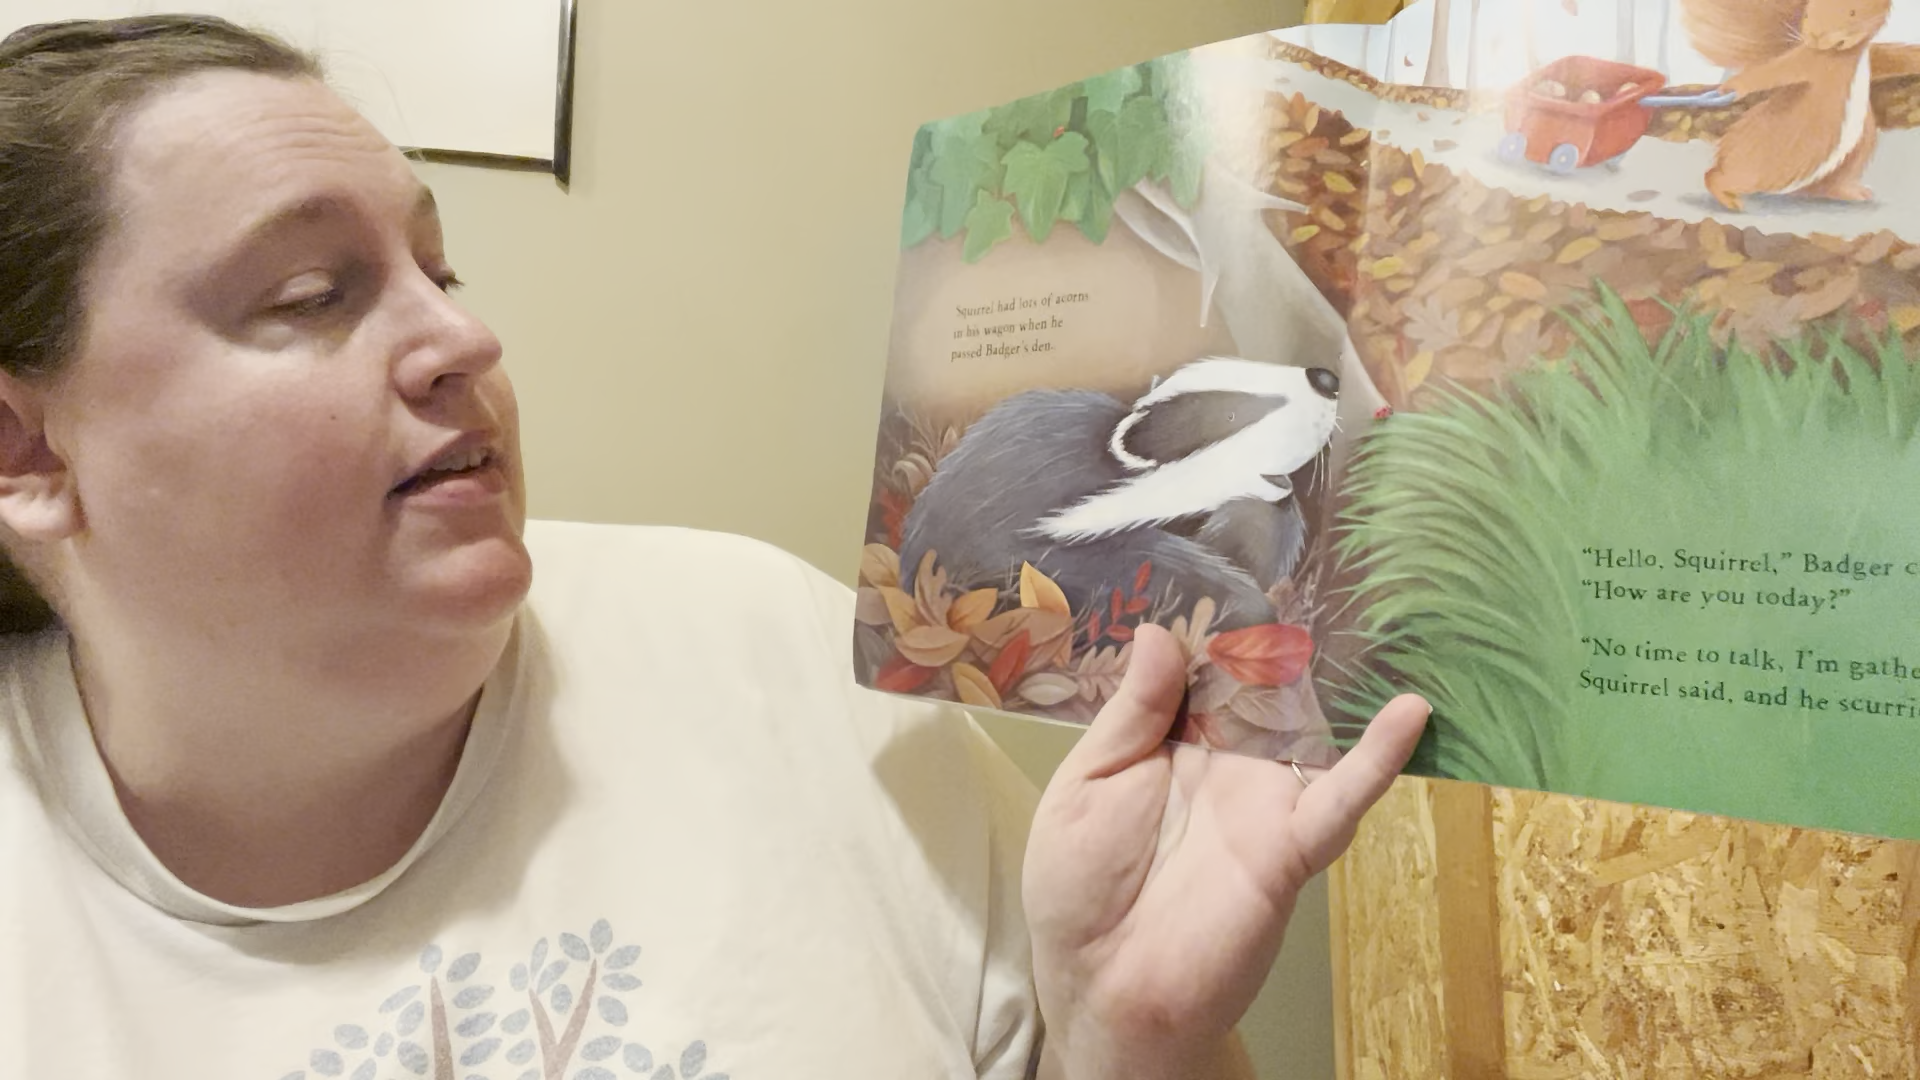 Squirrel had lots of acorns
in his wagon when he
passed Badger's den.
"Hello, Squirrel," Badger
"How are you today?"
"No time to talk, I'm
Squirrel said, and he